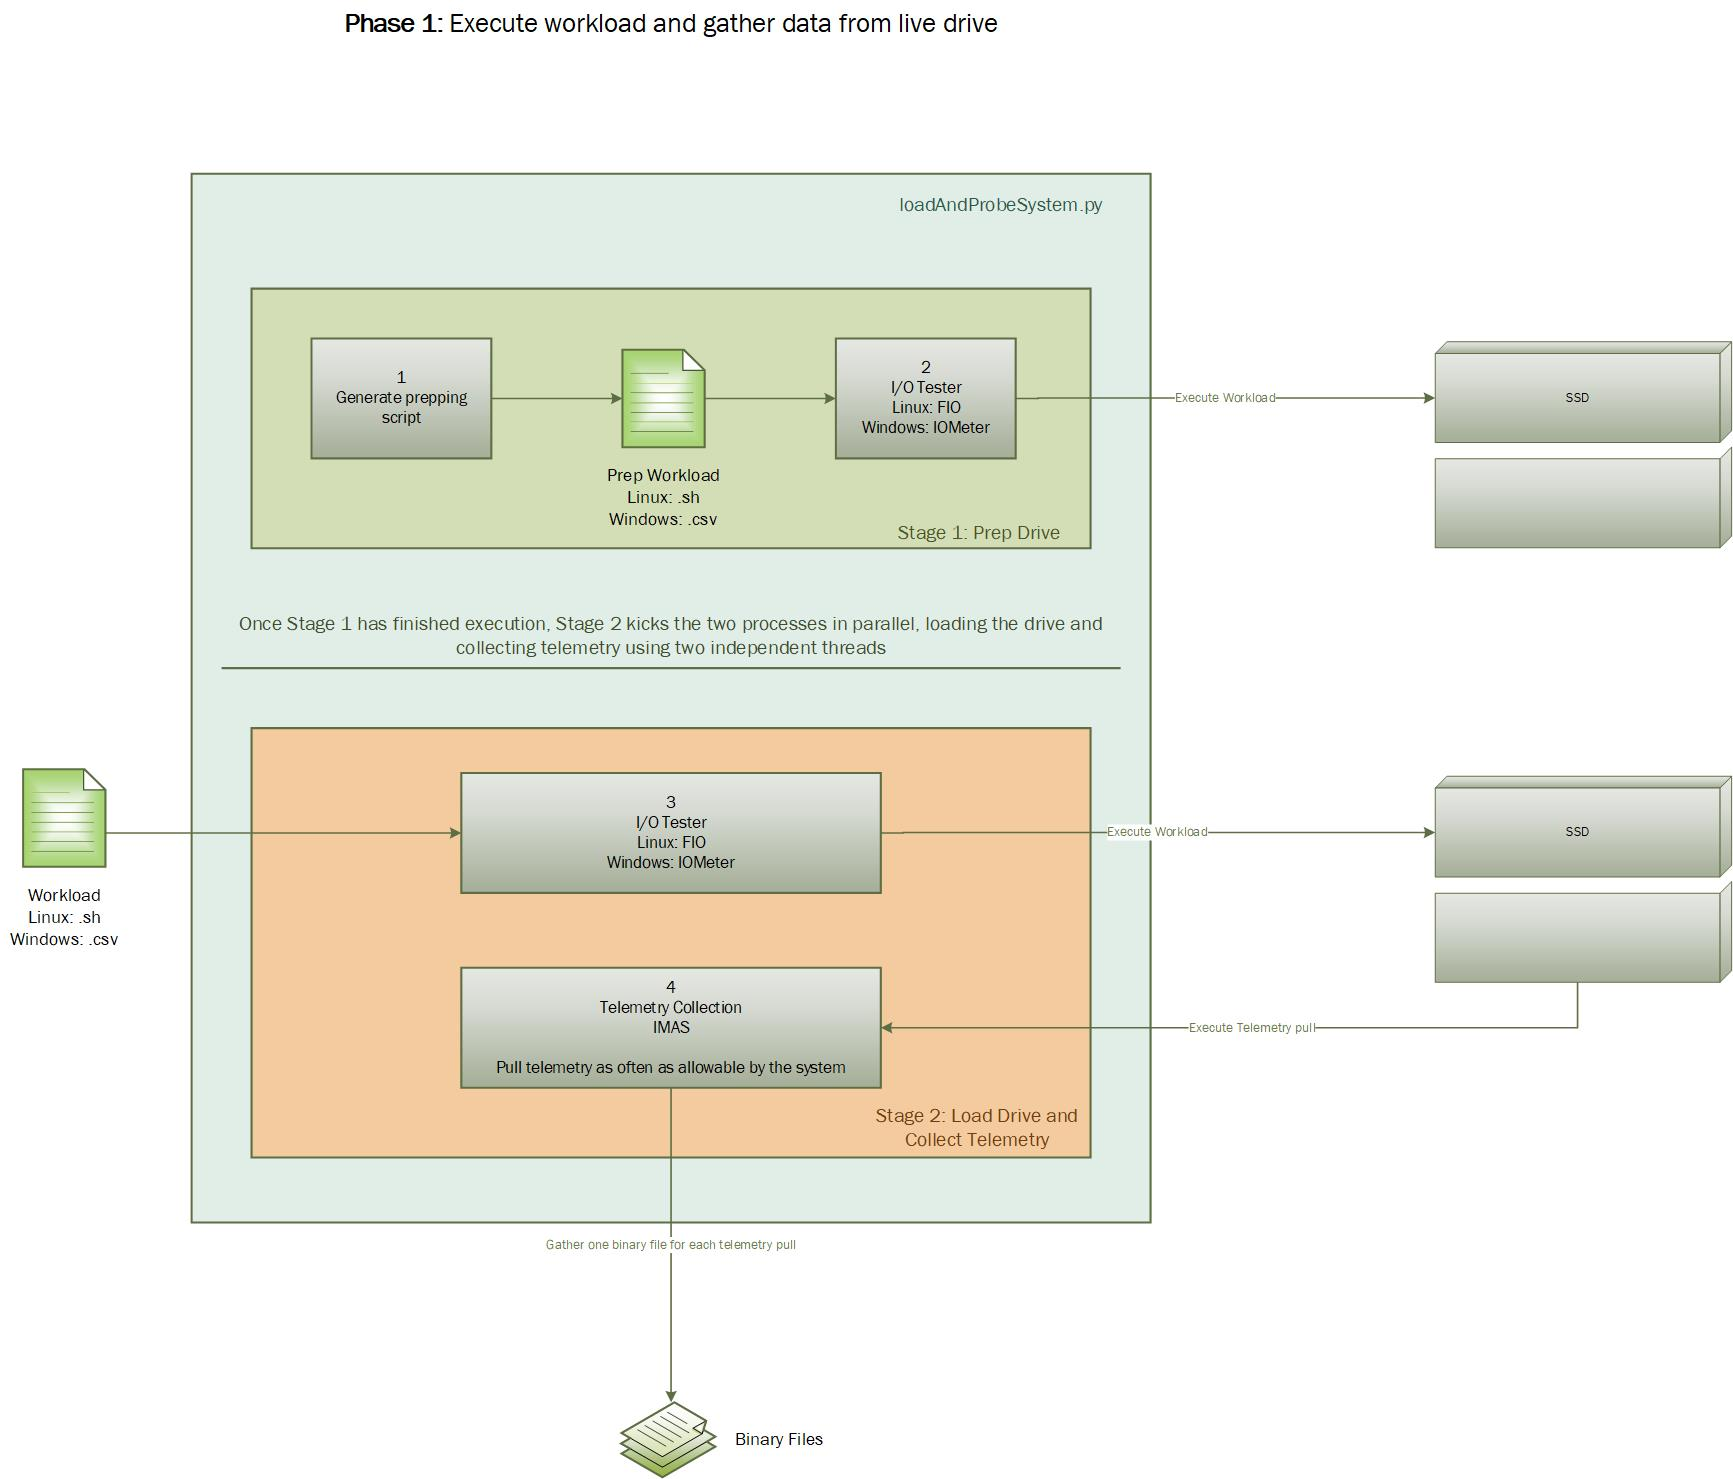 Phase 1: Execute workload and gather data from live drive
loadAndProbeSystem.py
1
Generate prepping
script
Prep Workload
Linux: .sh
Windows: .csv
2
I/O Tester
Linux: FIO
Windows: IOMeter
Execute Workload
SSD
Stage 1: Prep Drive
Once Stage 1 has finished execution, Stage 2 kicks the two processes in parallel, loading the drive and
collecting telemetry using two independent threads
Workload
Linux: .sh
Windows: .csv
3
I/O Tester
Linux: FIO
Windows: IOMeter
Execute Workload
SSD
4
Telemetry Collection
IMAS
Pull telemetry as often as allowable by the system
Execute Telemetry pull
Stage 2: Load Drive and
Collect Telemetry
Gather one binary file for each telemetry pull
Binary Files